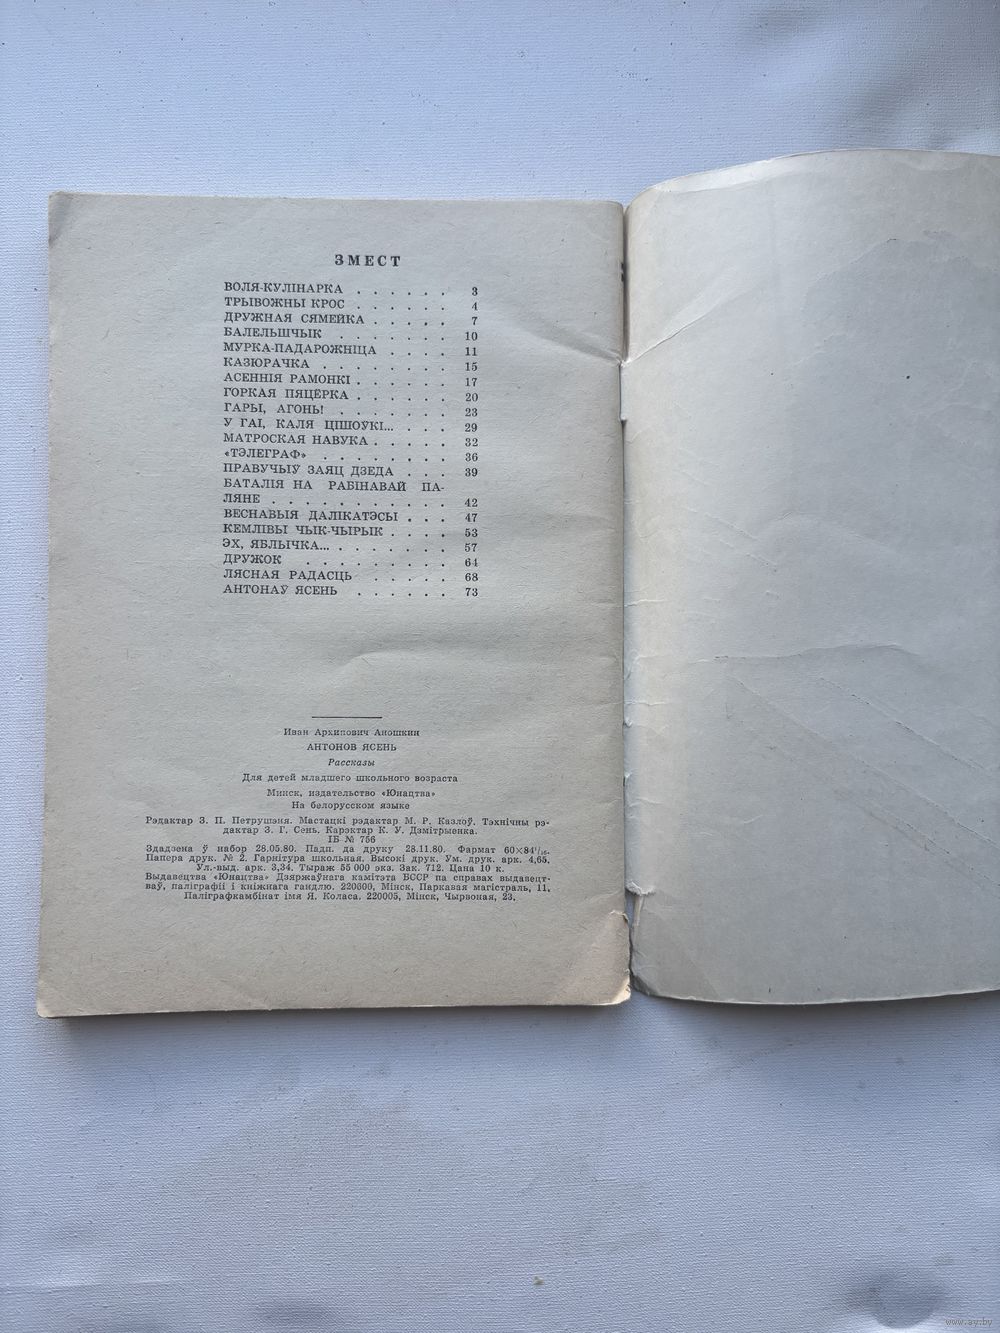 ЗМЕСТ
ВОЛЯ-КУЛІНАРКА . . . . . . 3
ТРЫВОЖНЫ КРОС . . . . . . 4
ДРУЖНАЯ СЯМЕЙКА . . . . . 7
БАЛЕЛЬШЧЫК . . . . . . . 10
МУРКА-ПАДАРОЖНІЦА . . . . 11
КАЗЮРАЧКА . . . . . . . . 15
АСЕННІЯ РАМОНКІ . . . . . . 17
ГОРКАЯ ПЯЦЁРКА . . . . . . 20
ГАРЫ, АГОНЬ! . . . . . . . 23
У ГАІ, КАЛЯ ЦІШОЎКІ... . . . 29
МАТРОСКАЯ НАВУКА . . . . . 32
«ТЭЛЕГРАФ» . . . . . . . . 36
ПРАВУЧЫЎ ЗАЯЦ ДЗЕДА . . . 39
БАТАЛІЯ НА РАБІНАВАЙ ПА-
ЛЯНЕ . . . . . . . . . . . 42
ВЕСНАВЫЯ ДАЛІКАТЭСЫ . . . 47
КЕМЛІВЫ ЧЫК-ЧЫРЫК . . . . 53
ЭХ, ЯБЛЫЧКА... . . . . . . . 57
ДРУЖОК . . . . . . . . . 64
ЛЯСНАЯ РАДАСЦЬ . . . . . 68
АНТОНАЎ ЯСЕНЬ . . . . . . 73
Иван Архипович Аношкин
АНТОНОВ ЯСЕНЬ
Рассказы
Для детей младшего школьного возраста
Минск, издательство «Юнацтва»
На белорусском языке
Рэдактар З. П. Петрушэня. Мастацкі рэдактар М. Р. Казлоў. Тэхнічны рэ-
дактар З. Г. Сень. Карэктар К. У. Дзмітрыенка.
ІБ № 756
Здадзена ў набор 28.05.80. Падп. да друку 28.11.80. Фармат 60×84¹/₁₆.
Папера друк. № 2. Гарнітура школьная. Высокі друк. Ум. друк. арк. 4,65.
Ул.-выд. арк. 3,34. Тыраж 55 000 экз. Зак. 712. Цана 10 к.
Выдавецтва «Юнацтва» Дзяржаўнага камітэта БССР па справах выдавецт-
ваў, паліграфіі і кніжнага гандлю. 220600, Мінск, Паркавая магістраль, 11.
Паліграфкамбінат імя Я. Коласа. 220005, Мінск, Чырвоная, 23.
www.ay.by